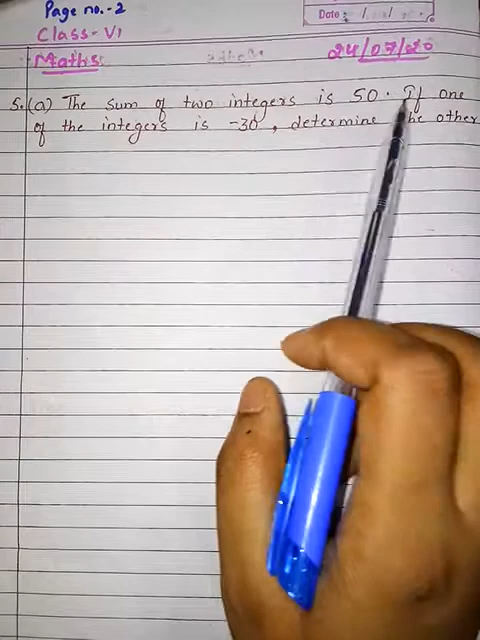 Page no.-2
Date : / /
Class-VI
Maths
24/07/20
5.(a) The sum of two integers is 50. If one
of the integers is -30, determine the other